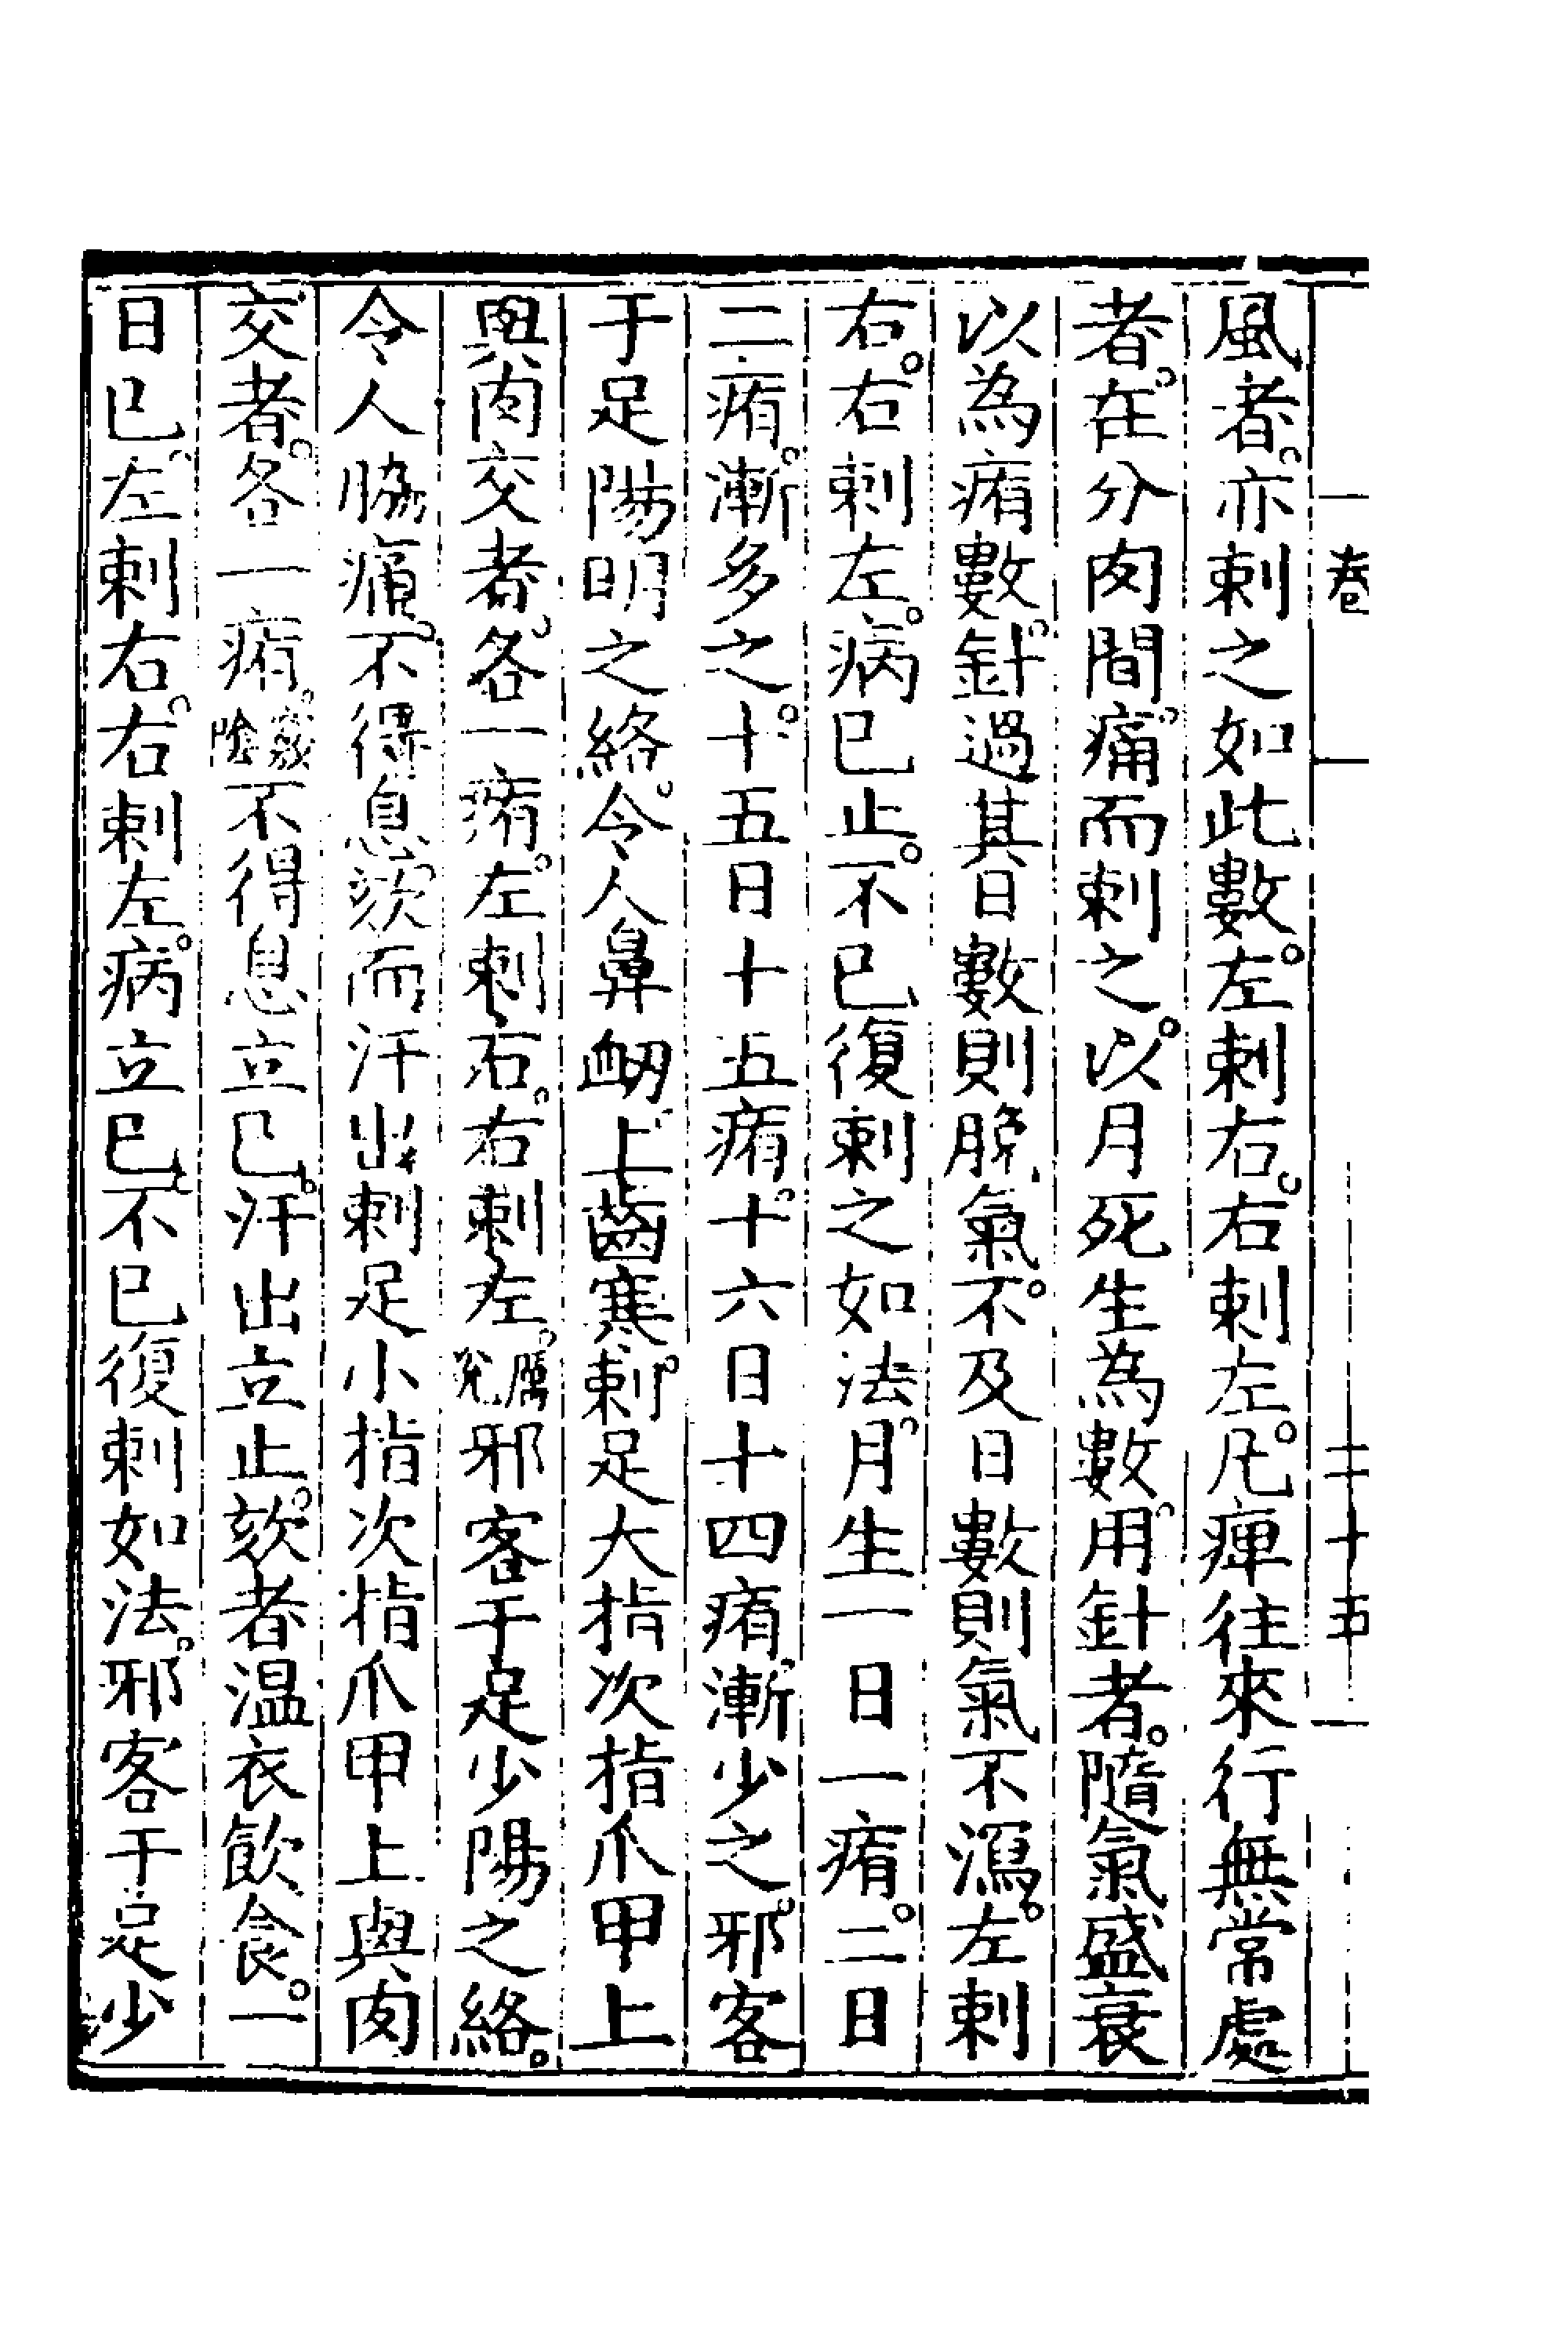 卷 二十五
風者。亦刺之如此數。左刺右。右刺左。凡痺往來行無常處
者。在分肉間。痛而刺之。以月死生為數。用針者。隨氣盛衰
以為痏數。針過其日數則脫氣。不及日數則氣不瀉。左刺
右。右刺左。病已止。不已復刺之如法。月生一日一痏。二日
二痏。漸多之。十五日十五痏。十六日十四痏。漸少之。邪客
于足陽明之絡。令人鼻衄。上齒寒。刺足大指次指爪甲上
與肉交者。各一痏。左刺右。右刺左。厲兌邪客于足少陽之絡。
令人脇痛。不得息。欬而汗出刺足小指次指爪甲上與肉
交者。各一痏。竅陰不得息立已。汗出立止。欬者温衣飲食。一
日已。左刺右。右刺左。病立已。不已復刺如法。邪客于足少